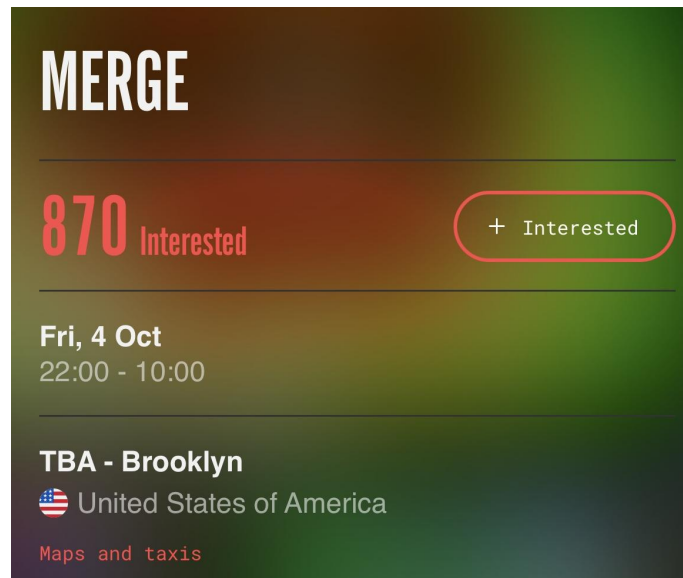 MERGE
870 Interested
+ Interested
Fri, 4 Oct
22:00 - 10:00
TBA - Brooklyn
United States of America
Maps and taxis